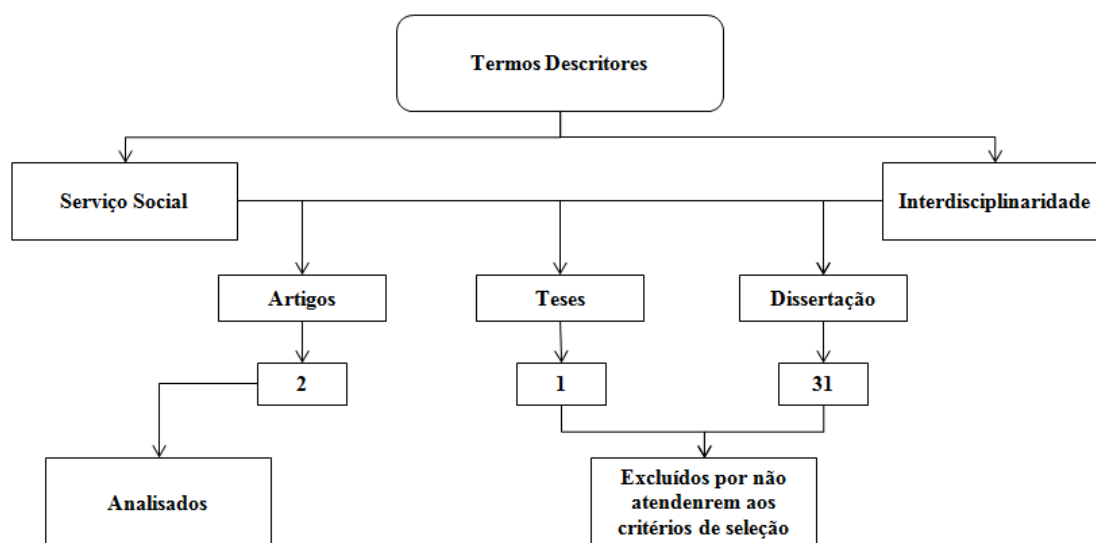 Termos Descritores
Serviço Social
Interdisciplinaridade
Artigos
Teses
Dissertação
2
1
31
Analisados
Excluídos por não
atendenrem aos
critérios de seleção